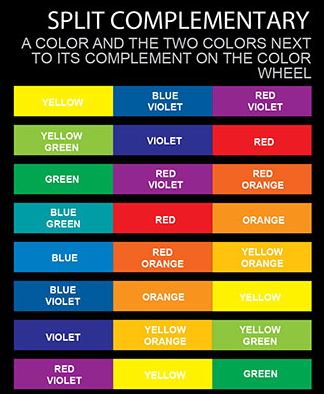 SPLIT COMPLEMENTARY
A COLOR AND THE TWO COLORS NEXT
TO ITS COMPLEMENT ON THE COLOR
WHEEL
YELLOW
BLUE
VIOLET
RED
VIOLET
YELLOW
GREEN
VIOLET
RED
GREEN
RED
VIOLET
RED
ORANGE
BLUE
GREEN
RED
ORANGE
BLUE
RED
ORANGE
YELLOW
ORANGE
BLUE
VIOLET
ORANGE
YELLOW
VIOLET
YELLOW
ORANGE
YELLOW
GREEN
RED
VIOLET
YELLOW
GREEN